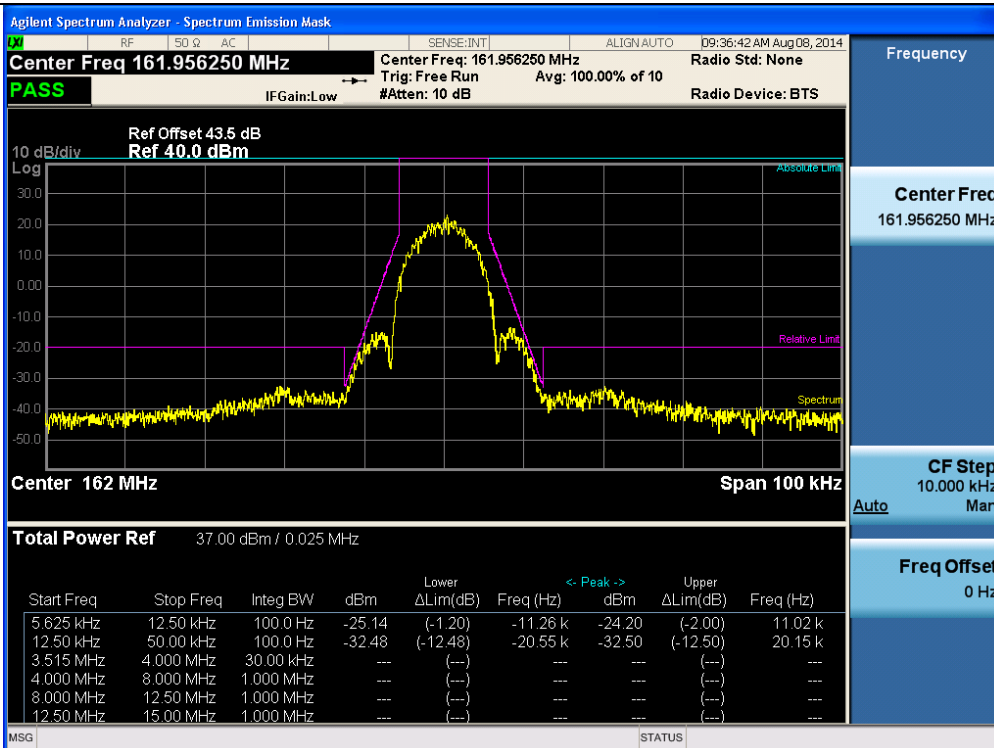 Agilent Spectrum Analyzer - Spectrum Emission Mask
LXI RF 50 Ω AC SENSE:INT ALIGN AUTO 09:36:42 AM Aug 08, 2014
Center Freq 161.956250 MHz
PASS
IFGain:Low
Center Freq: 161.956250 MHz
Trig: Free Run Avg: 100.00% of 10
#Atten: 10 dB
Radio Std: None
Radio Device: BTS
Ref Offset 43.5 dB
10 dB/div Ref 40.0 dBm
Log
Absolute Limit
30.0
20.0
10.0
0.00
-10.0
-20.0
Relative Limit
-30.0
-40.0
Spectrum
-50.0
Center 162 MHz Span 100 kHz
Total Power Ref 37.00 dBm / 0.025 MHz
Lower <- Peak -> Upper
Start Freq Stop Freq Integ BW dBm ΔLim(dB) Freq (Hz) dBm ΔLim(dB) Freq (Hz)
5.625 kHz 12.50 kHz 100.0 Hz -25.14 (-1.20) -11.26 k -24.20 (-2.00) 11.02 k
12.50 kHz 50.00 kHz 100.0 Hz -32.48 (-12.48) -20.55 k -32.50 (-12.50) 20.15 k
3.515 MHz 4.000 MHz 30.00 kHz --- (---) --- --- (---) ---
4.000 MHz 8.000 MHz 1.000 MHz --- (---) --- --- (---) ---
8.000 MHz 12.50 MHz 1.000 MHz --- (---) --- --- (---) ---
12.50 MHz 15.00 MHz 1.000 MHz --- (---) --- --- (---) ---
MSG STATUS
Frequency
Center Freq
161.956250 MHz
CF Step
10.000 kHz
Auto Man
Freq Offset
0 Hz